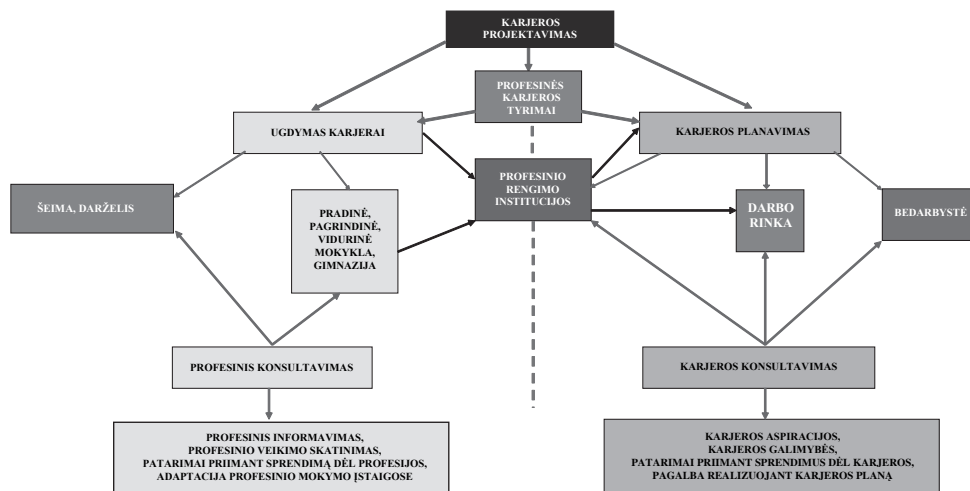 KARJEROS
PROJEKTAVIMAS
PROFESINĖS
KARJEROS
TYRIMAI
UGDYMAS KARJERAI
KARJEROS PLANAVIMAS
ŠEIMA, DARŽELIS
PRADINĖ,
PAGRINDINĖ,
VIDURINĖ
MOKYKLA,
GIMNAZIJA
PROFESINIO
RENGIMO
INSTITUCIJOS
DARBO
RINKA
BEDARBYSTĖ
PROFESINIS KONSULTAVIMAS
KARJEROS KONSULTAVIMAS
PROFESINIS INFORMAVIMAS,
PROFESINIO VEIKIMO SKATINIMAS,
PATARIMAI PRIIMANT SPRENDIMĄ DĖL PROFESIJOS,
ADAPTACIJA PROFESINIO MOKYMO ĮSTAIGOSE
KARJEROS ASPIRACIJOS,
KARJEROS GALIMYBĖS,
PATARIMAI PRIIMANT SPRENDIMUS DĖL KARJEROS,
PAGALBA REALIZUOJANT KARJEROS PLANĄ